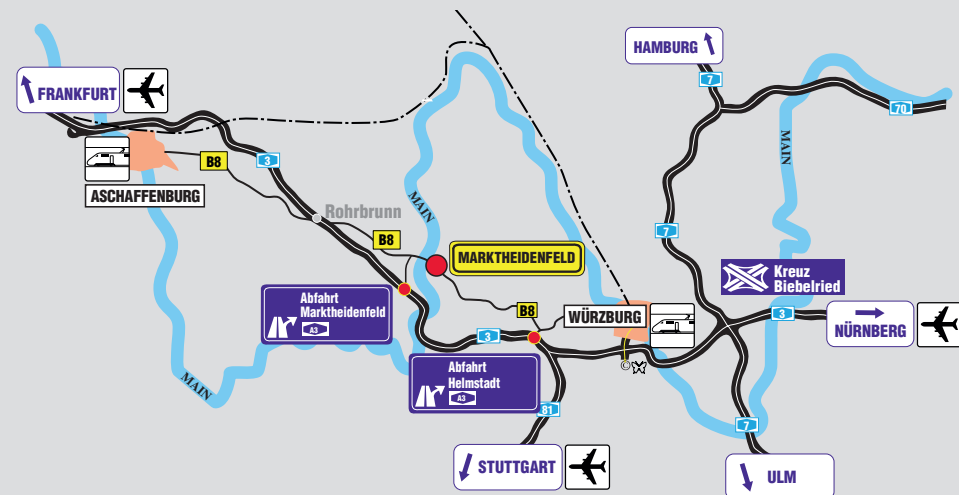 HAMBURG
7
FRANKFURT
70
MAIN
B8
3
ASCHAFFENBURG
MAIN
Rohrbrunn
7
B8
MARKTHEIDENFELD
Kreuz
Biebelried
Abfahrt
Marktheidenfeld
A3
B8
WÜRZBURG
3
NÜRNBERG
3
©
MAIN
Abfahrt
Helmstadt
A3
81
7
STUTTGART
ULM